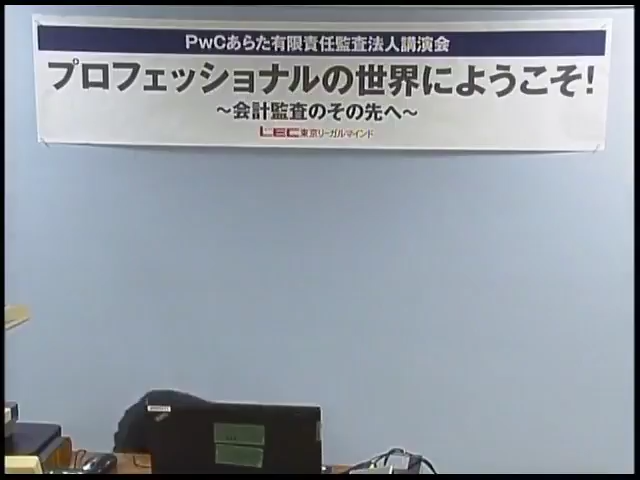 PwCあらた有限責任監査法人講演会
プロフェッショナルの世界にようこそ!
～会計監査のその先へ～
LEC東京リーガルマインド